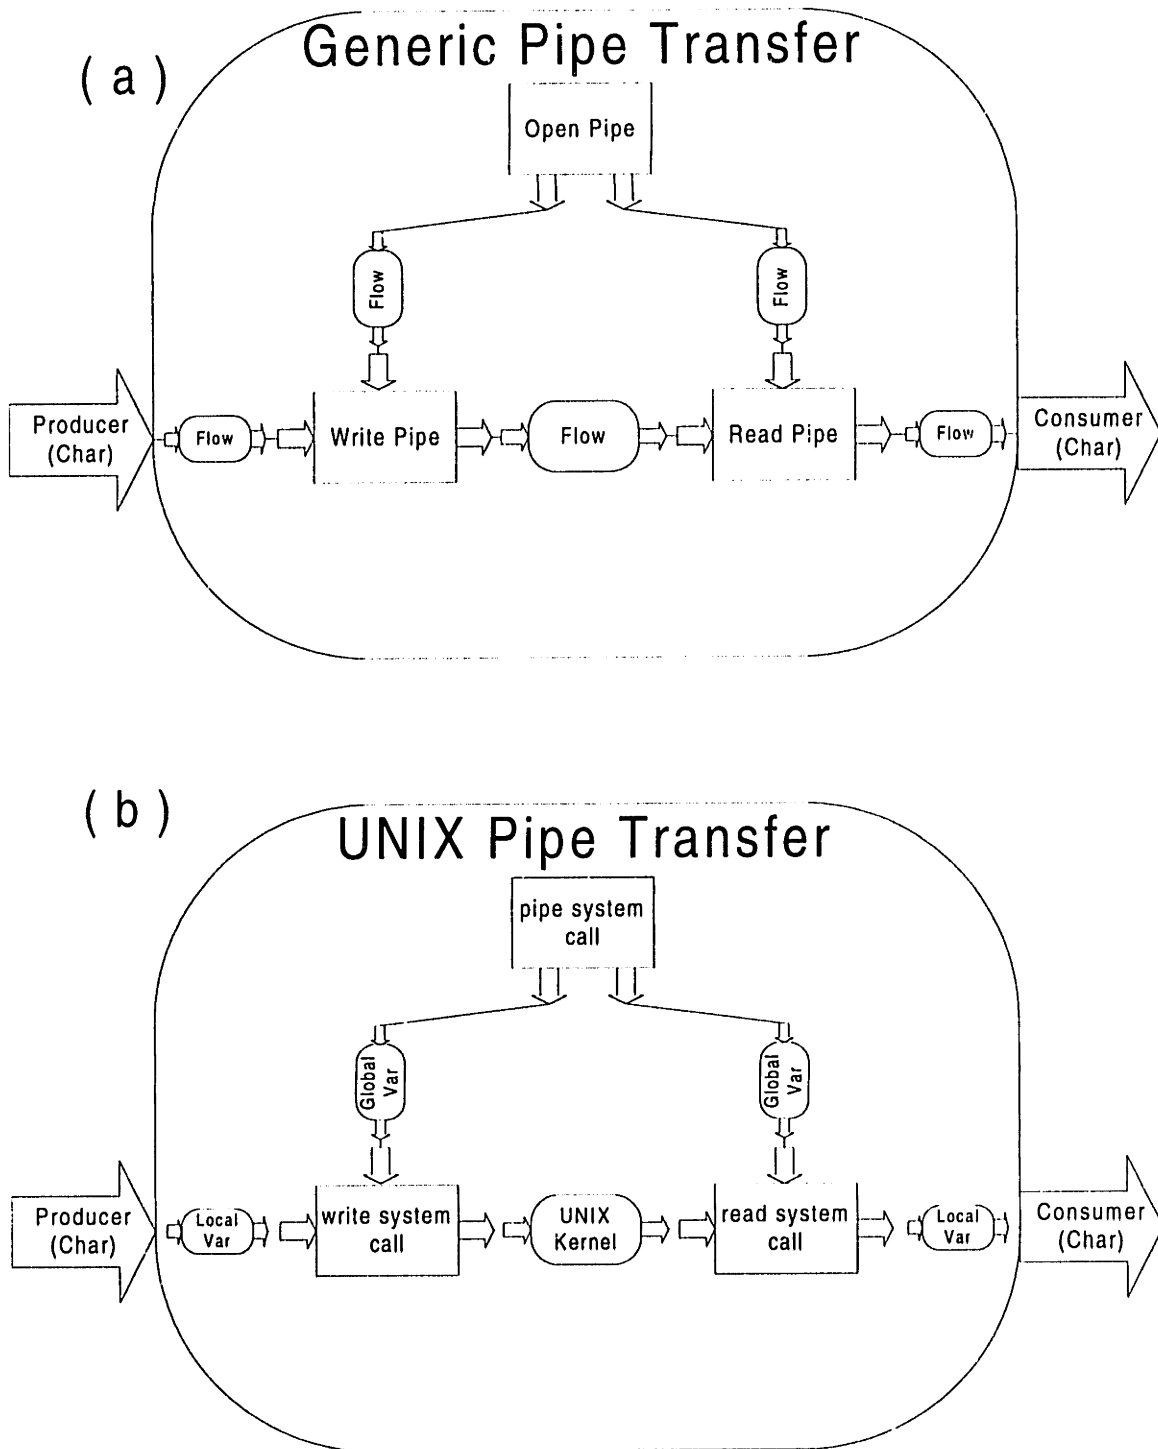 Generic Pipe Transfer
(a)
Open Pipe
Flow
Flow
Producer
(Char)
Flow
Write Pipe
Flow
Read Pipe
Flow
Consumer
(Char)
(b)
UNIX Pipe Transfer
pipe system
call
Global
Var
Global
Var
Producer
(Char)
Local
Var
write system
call
UNIX
Kernel
read system
call
Local
Var
Consumer
(Char)